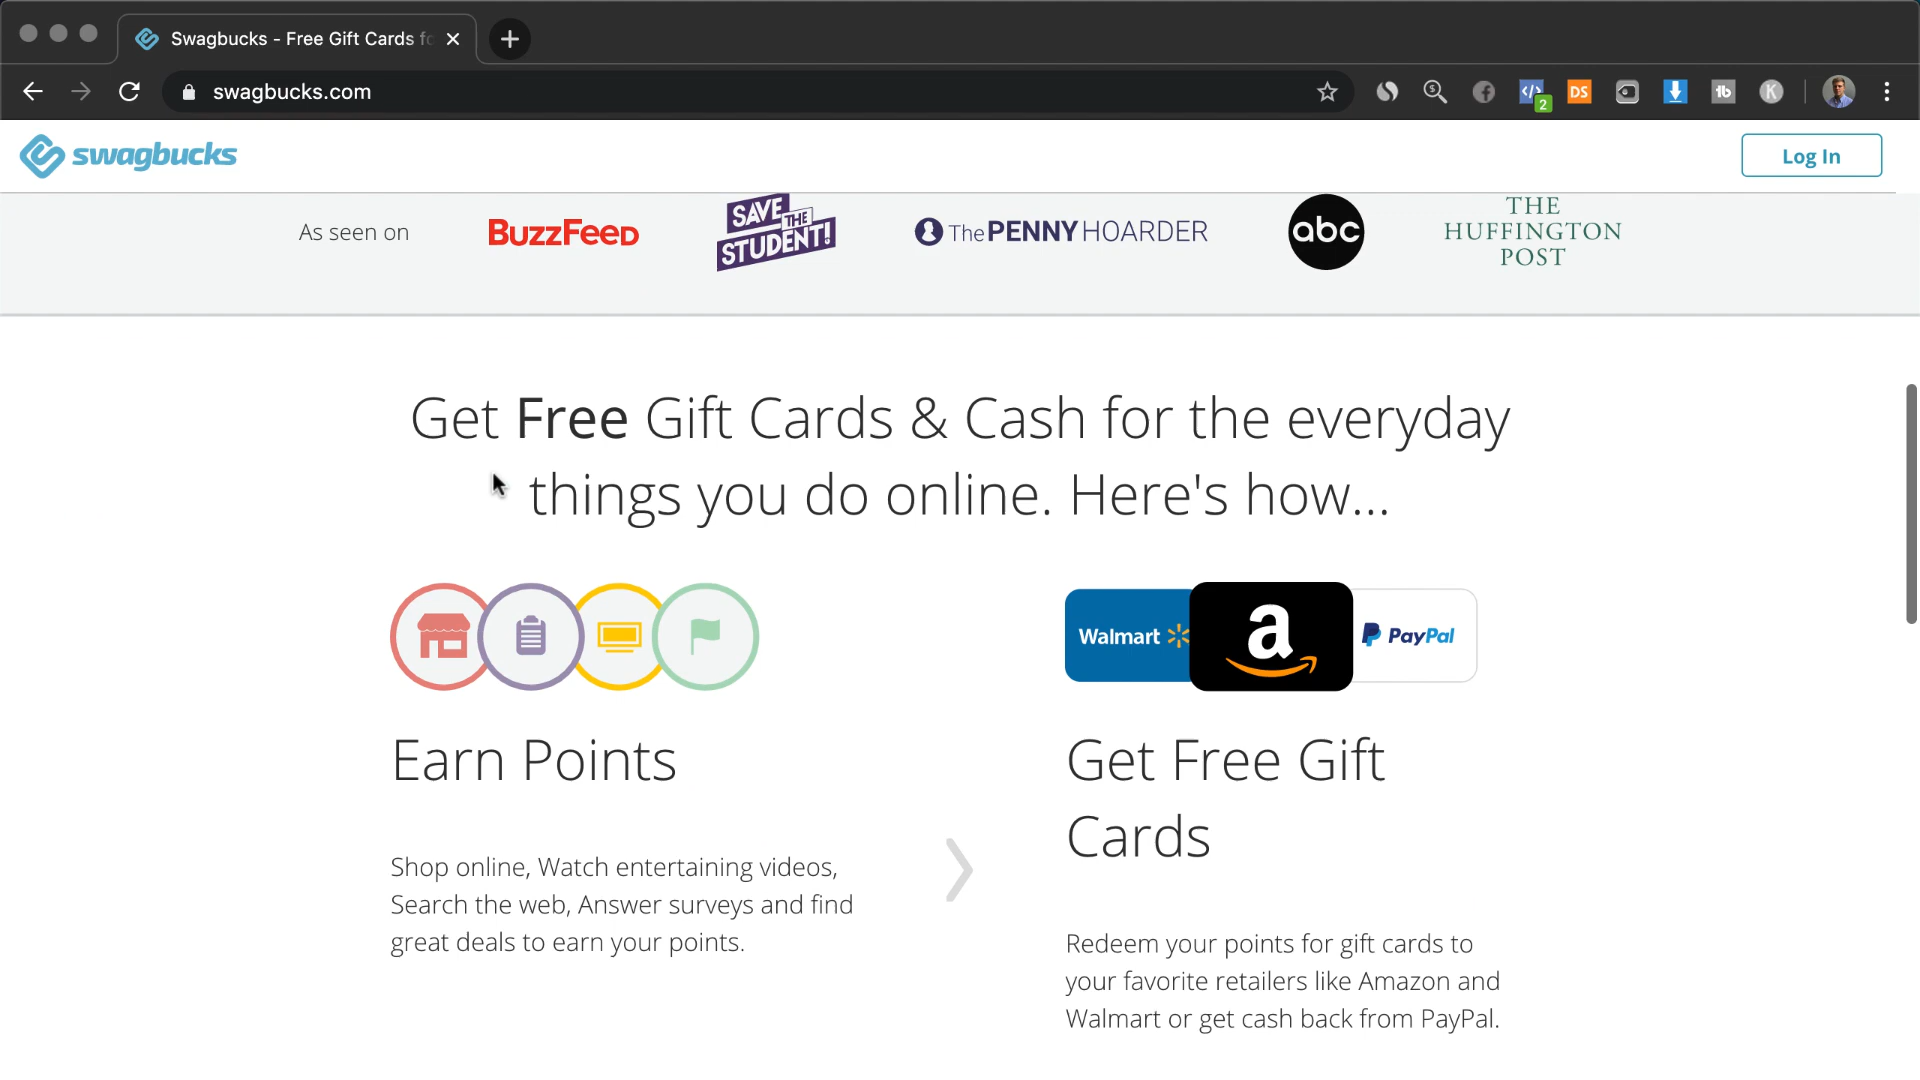 Swagbucks - Free Gift Cards fo
swagbucks.com
2
DS
tb
K
swagbucks
Log In
As seen on
BuzzFeed
SAVE THE STUDENT!
The PENNY HOARDER
abc
THE HUFFINGTON POST
Get Free Gift Cards & Cash for the everyday
things you do online. Here's how...
Walmart
a
PayPal
Earn Points
Get Free Gift
Cards
Shop online, Watch entertaining videos,
Search the web, Answer surveys and find
great deals to earn your points.
Redeem your points for gift cards to
your favorite retailers like Amazon and
Walmart or get cash back from PayPal.